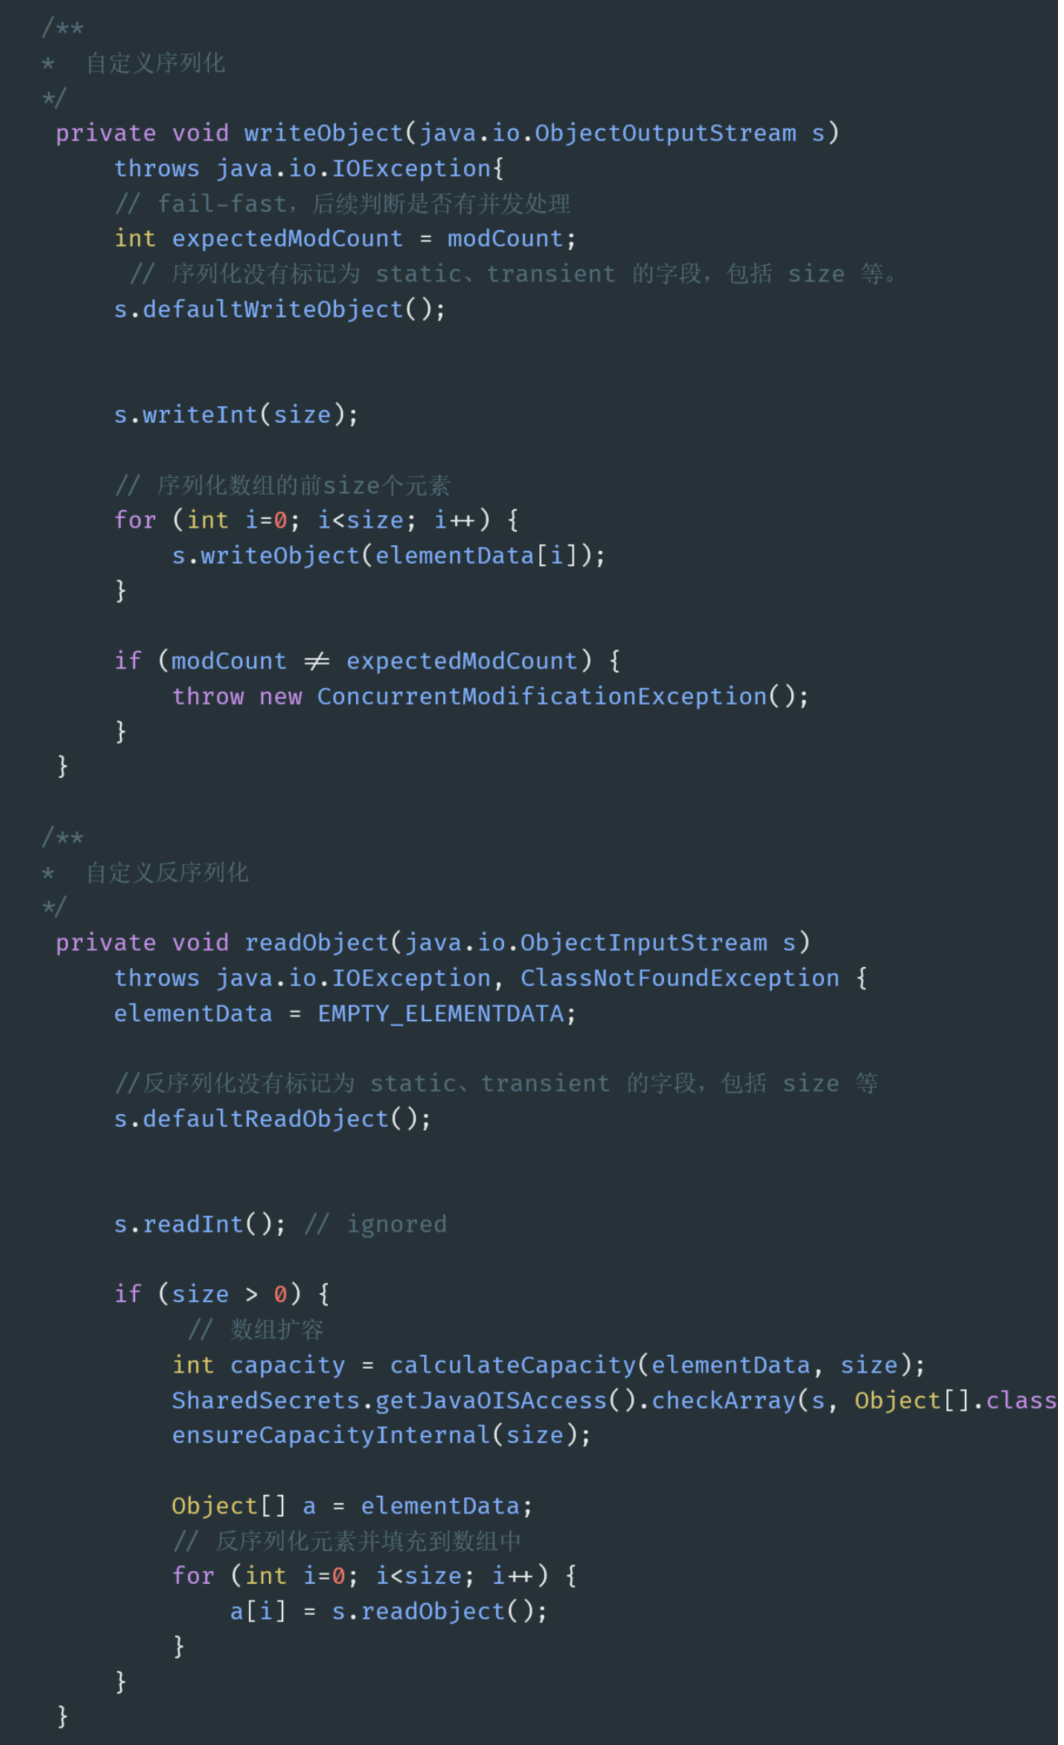 /**
*  自定义序列化
*/
private void writeObject(java.io.ObjectOutputStream s)
throws java.io.IOException{
// fail-fast，后续判断是否有并发处理
int expectedModCount = modCount;
// 序列化没有标记为 static、transient 的字段，包括 size 等。
s.defaultWriteObject();
s.writeInt(size);
// 序列化数组的前size个元素
for (int i=0; i<size; i++) {
s.writeObject(elementData[i]);
}
if (modCount != expectedModCount) {
throw new ConcurrentModificationException();
}
}
/**
*  自定义反序列化
*/
private void readObject(java.io.ObjectInputStream s)
throws java.io.IOException, ClassNotFoundException {
elementData = EMPTY_ELEMENTDATA;
//反序列化没有标记为 static、transient 的字段，包括 size 等
s.defaultReadObject();
s.readInt(); // ignored
if (size > 0) {
// 数组扩容
int capacity = calculateCapacity(elementData, size);
SharedSecrets.getJavaOISAccess().checkArray(s, Object[].class
ensureCapacityInternal(size);
Object[] a = elementData;
// 反序列化元素并填充到数组中
for (int i=0; i<size; i++) {
a[i] = s.readObject();
}
}
}